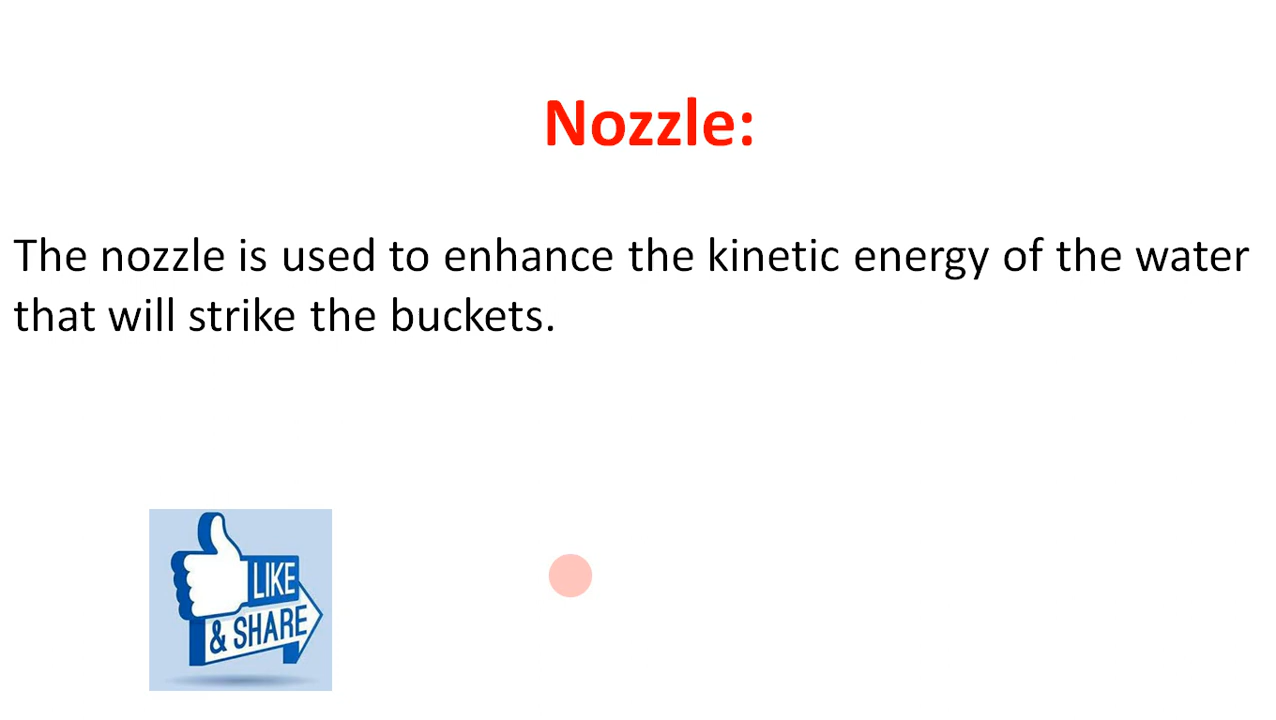 Nozzle:
The nozzle is used to enhance the kinetic energy of the water
that will strike the buckets.
LIKE
& SHARE